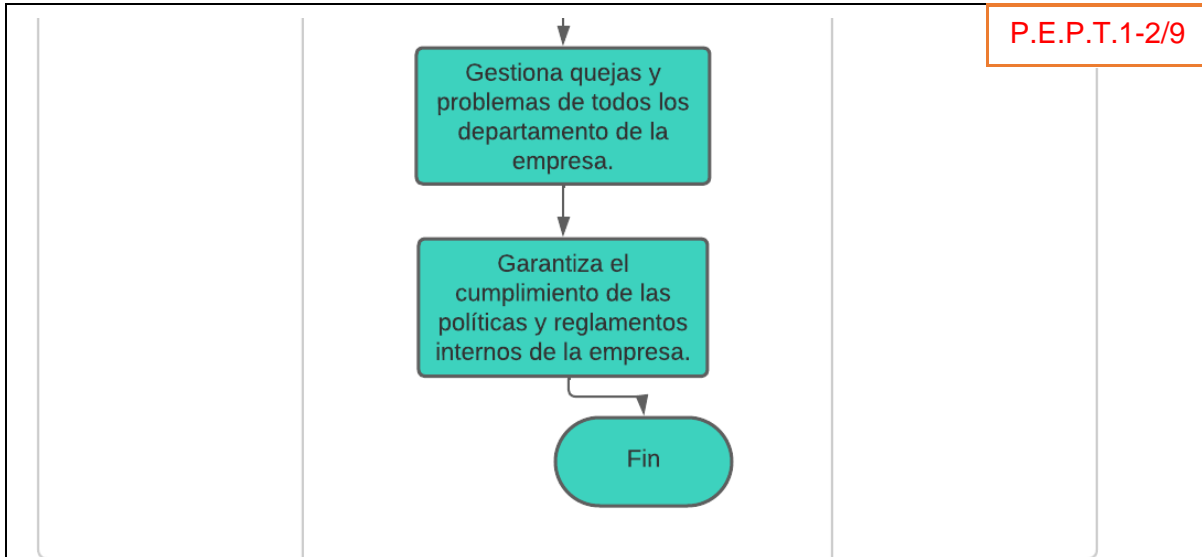 P.E.P.T.1-2/9
Gestiona quejas y
problemas de todos los
departamento de la
empresa.
Garantiza el
cumplimiento de las
políticas y reglamentos
internos de la empresa.
Fin